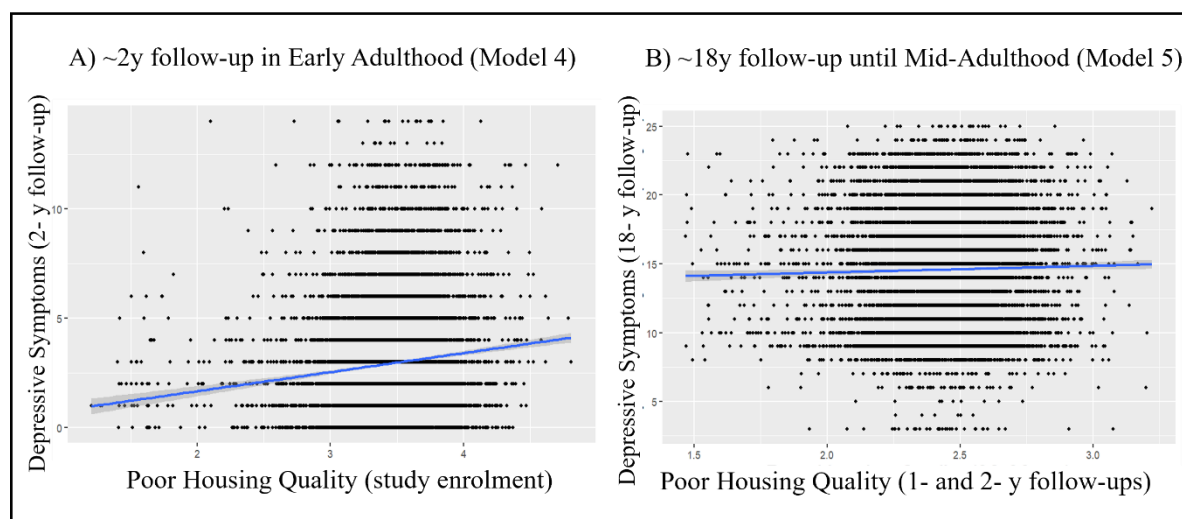 A) ~2y follow-up in Early Adulthood (Model 4)
Depressive Symptoms (2- y follow-up)
10
5
0
2
3
4
Poor Housing Quality (study enrolment)
B) ~18y follow-up until Mid-Adulthood (Model 5)
Depressive Symptoms (18- y follow-up)
25
20
15
10
5
1.5
2.0
2.5
3.0
Poor Housing Quality (1- and 2- y follow-ups)